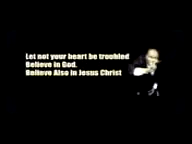 Let not your heart be troubled
Believe in God.
Believe Also in Jesus Christ